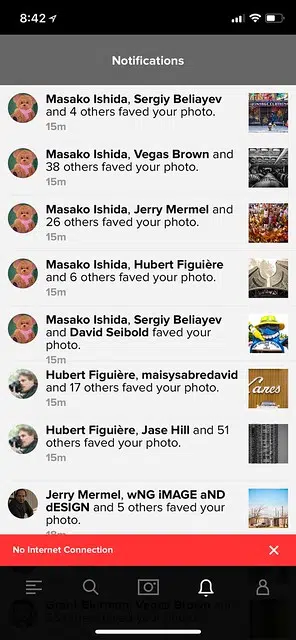 8:42
Notifications
Masako Ishida, Sergiy Beliayev
and 4 others faved your photo.
15m
Masako Ishida, Vegas Brown and
38 others faved your photo.
15m
Masako Ishida, Jerry Mermel and
26 others faved your photo.
15m
Masako Ishida, Hubert Figuière
and 6 others faved your photo.
15m
Masako Ishida, Sergiy Beliayev
and David Seibold faved your
photo.
15m
Hubert Figuière, maisysabredavid
and 17 others faved your photo.
15m
Hubert Figuière, Jase Hill and 51
others faved your photo.
15m
Jerry Mermel, wNG iMAGE aND
dESIGN and 5 others faved your
photo.
No Internet Connection